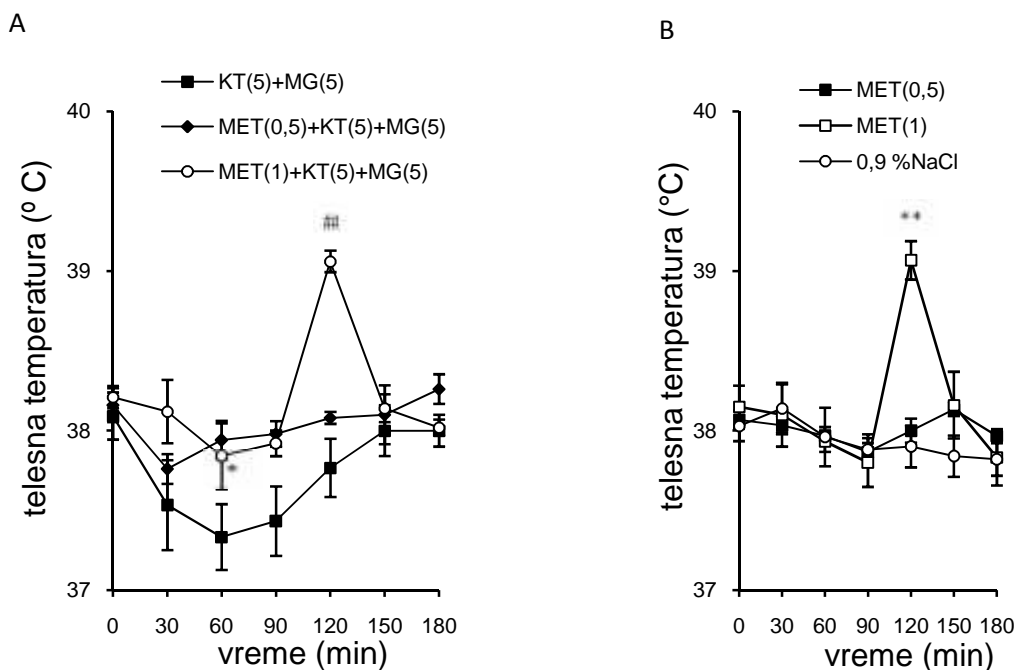 A
KT(5)+MG(5)
MET(0,5)+KT(5)+MG(5)
MET(1)+KT(5)+MG(5)
telesna temperatura (º C)
40
39
38
37
##
*
0 30 60 90 120 150 180
vreme (min)
B
MET(0,5)
MET(1)
0,9 %NaCl
telesna temperatura (°C)
40
39
38
37
**
0 30 60 90 120 150 180
vreme (min)